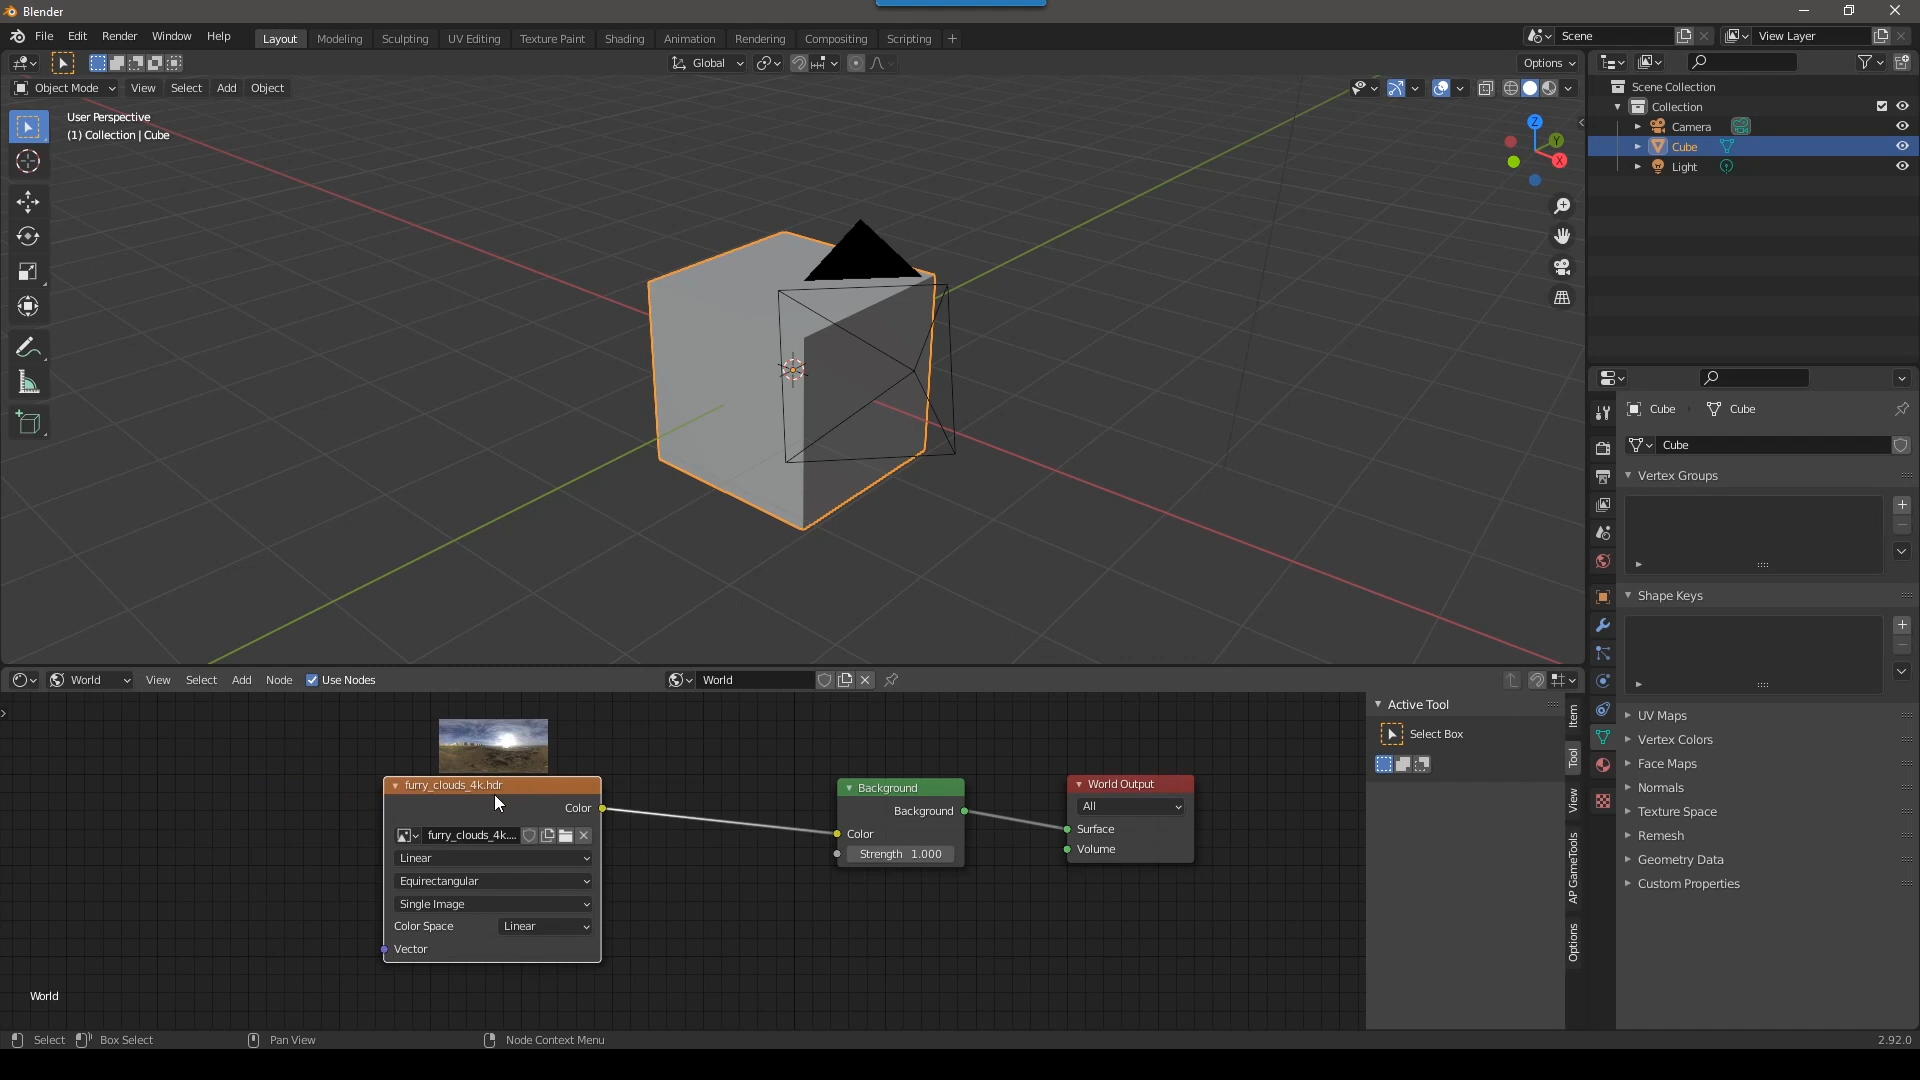 Blender
File Edit Render Window Help
Layout Modeling Sculpting UV Editing Texture Paint Shading Animation Rendering Compositing Scripting +
Scene
View Layer
Global
Options
Object Mode View Select Add Object
User Perspective
(1) Collection | Cube
Z
Y
X
Scene Collection
Collection
Camera
Cube
Light
Cube Cube
Cube
Vertex Groups
Shape Keys
UV Maps
Vertex Colors
Face Maps
Normals
Texture Space
Remesh
Geometry Data
Custom Properties
World View Select Add Node Use Nodes
World
furry_clouds_4k.hdr
Color
furry_clouds_4k....
Linear
Equirectangular
Single Image
Color Space Linear
Vector
Background
Background
Color
Strength 1.000
World Output
All
Surface
Volume
Active Tool
Select Box
Item
Tool
View
AP GameTools
Options
World
Select Box Select Pan View Node Context Menu
2.92.0